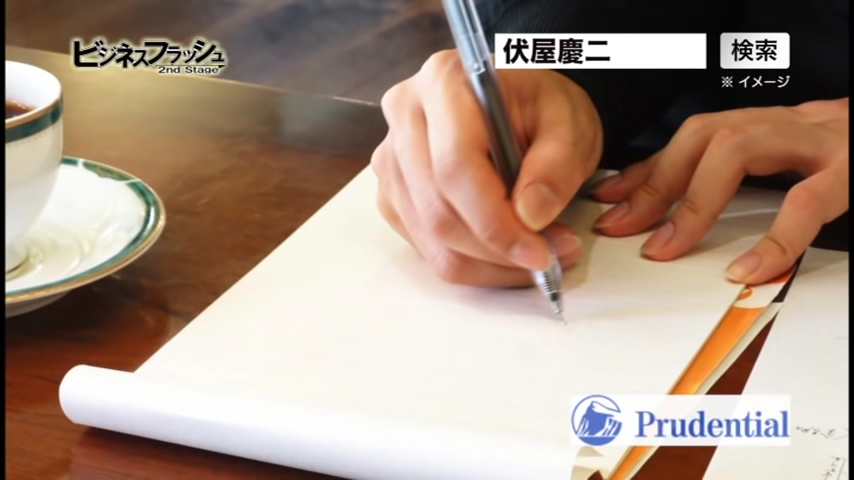 ビジネスフラッシュ
2nd Stage
伏屋慶二
検索
※ イメージ
Prudential